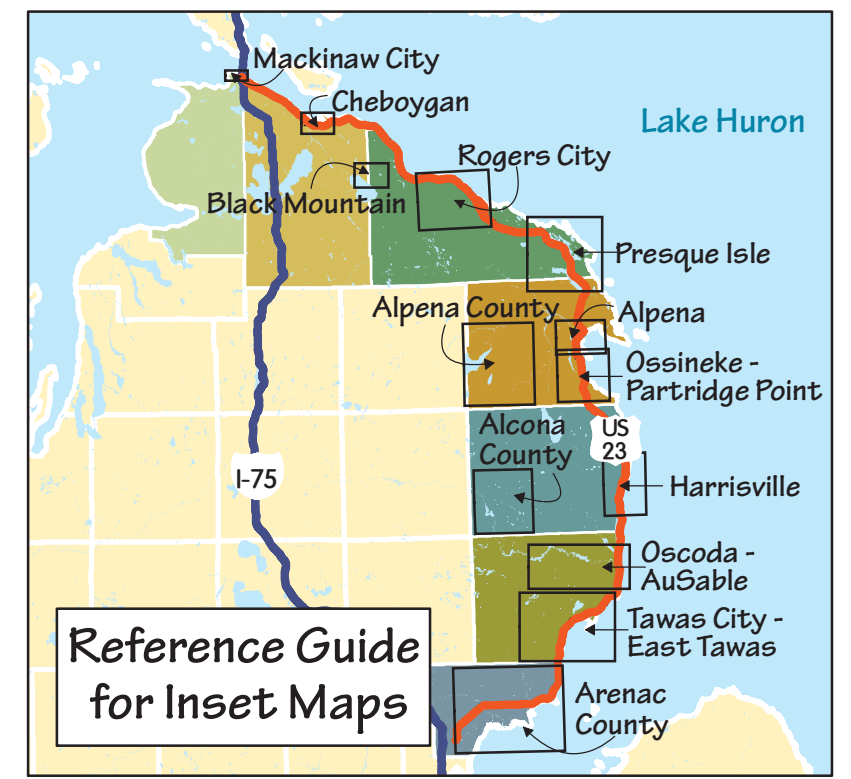 Mackinaw City
Cheboygan
Lake Huron
Rogers City
Black Mountain
Presque Isle
Alpena County
Alpena
Ossineke -
Partridge Point
Alcona
County
US
23
I-75
Harrisville
Oscoda -
AuSable
Tawas City -
East Tawas
Reference Guide
for Inset Maps
Arenac
County